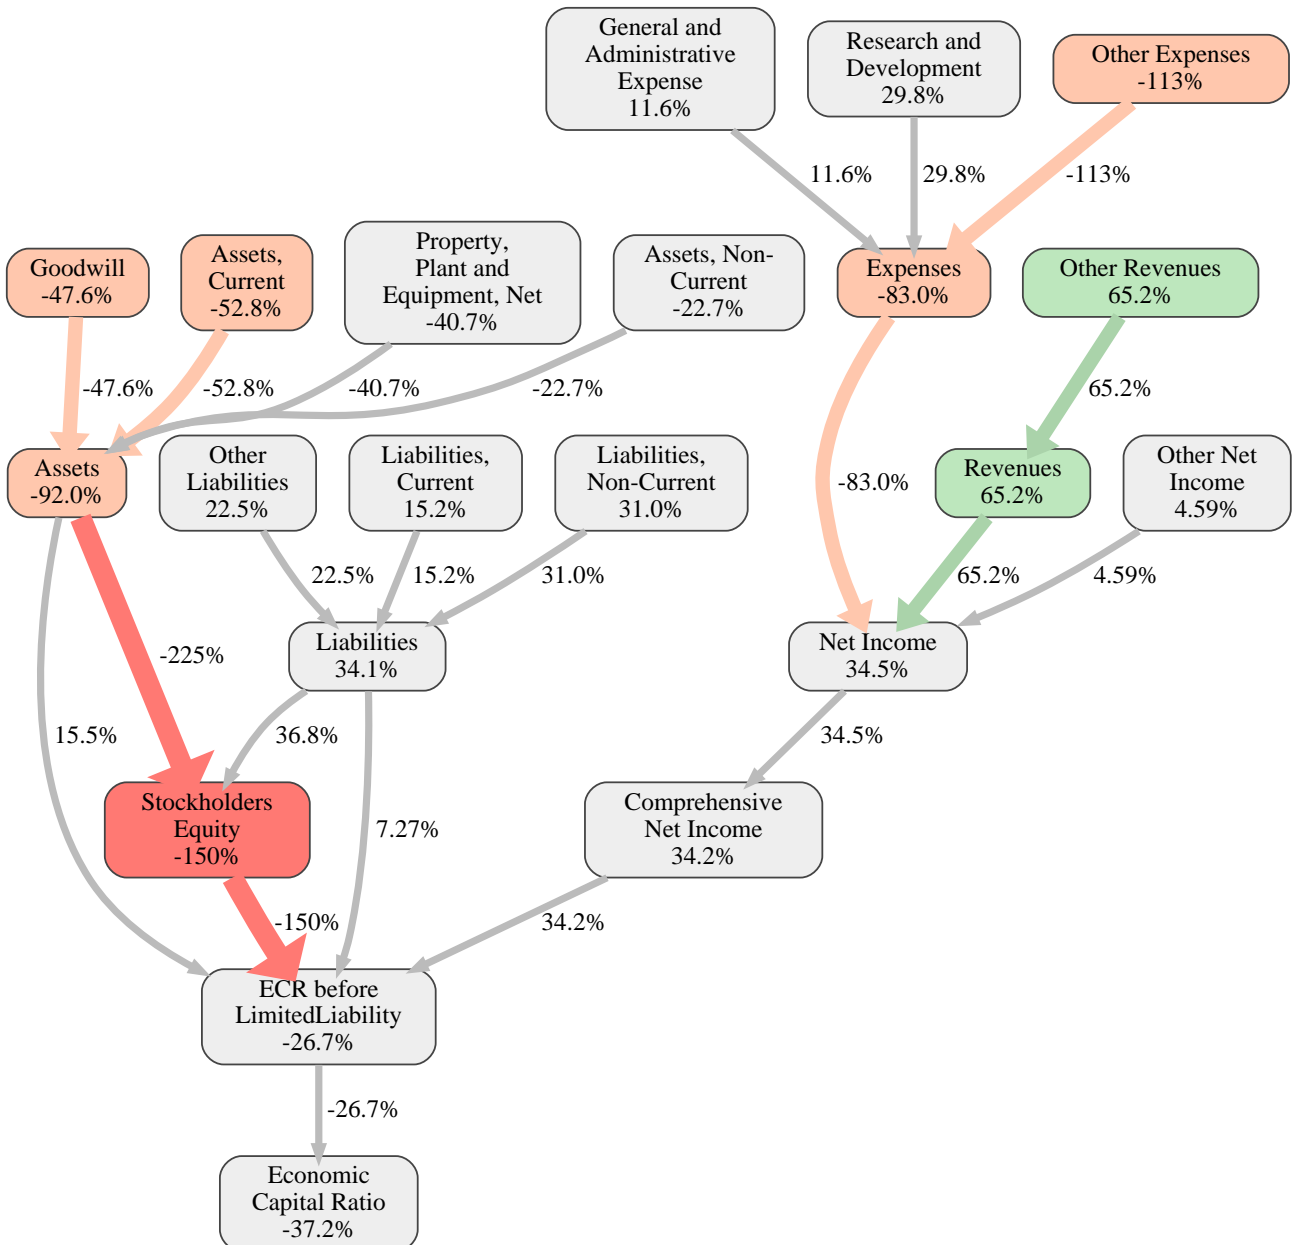 General and
Administrative
Expense
11.6%
Research and
Development
29.8%
Other Expenses
-113%
11.6%
29.8%
-113%
Goodwill
-47.6%
Assets,
Current
-52.8%
Property,
Plant and
Equipment, Net
-40.7%
Assets, Non-
Current
-22.7%
Expenses
-83.0%
Other Revenues
65.2%
-47.6%
-52.8%
-40.7%
-22.7%
65.2%
Assets
-92.0%
Other
Liabilities
22.5%
Liabilities,
Current
15.2%
Liabilities,
Non-Current
31.0%
-83.0%
Revenues
65.2%
Other Net
Income
4.59%
22.5%
15.2%
31.0%
65.2%
4.59%
-225%
Liabilities
34.1%
Net Income
34.5%
15.5%
36.8%
34.5%
Stockholders
Equity
-150%
7.27%
Comprehensive
Net Income
34.2%
-150%
34.2%
ECR before
LimitedLiability
-26.7%
-26.7%
Economic
Capital Ratio
-37.2%